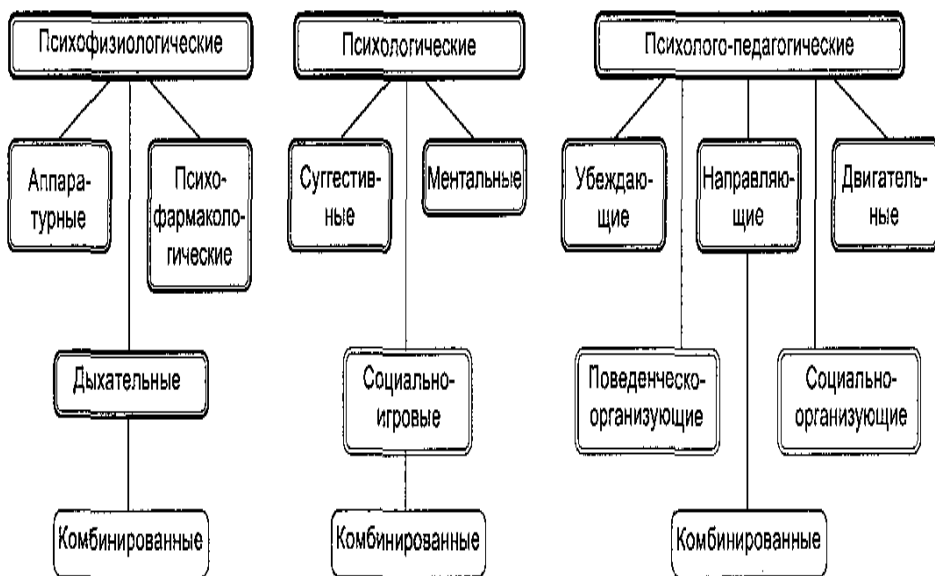 Психофизиологические
Психологические
Психолого-педагогические
Аппара-
турные
Психо-
фармаколо-
гические
Суггестив-
ные
Ментальные
Убеждаю-
щие
Направляю-
щие
Двигатель-
ные
Дыхательные
Социально-
игровые
Поведенческо-
организующие
Социально-
организующие
Комбинированные
Комбинированные
Комбинированные